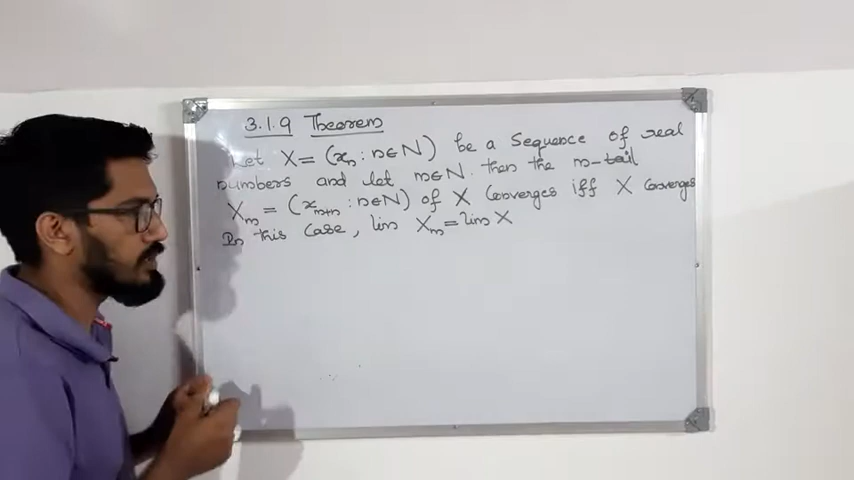 3.1.9 Theorem
Let X = (xₙ : n∈N) be a Sequence of real
numbers and let m∈N. then the m-tail
Xₘ = (xₘ₊ₙ : n∈N) of X Converges iff X Converges
In this case, lim Xₘ = lim X